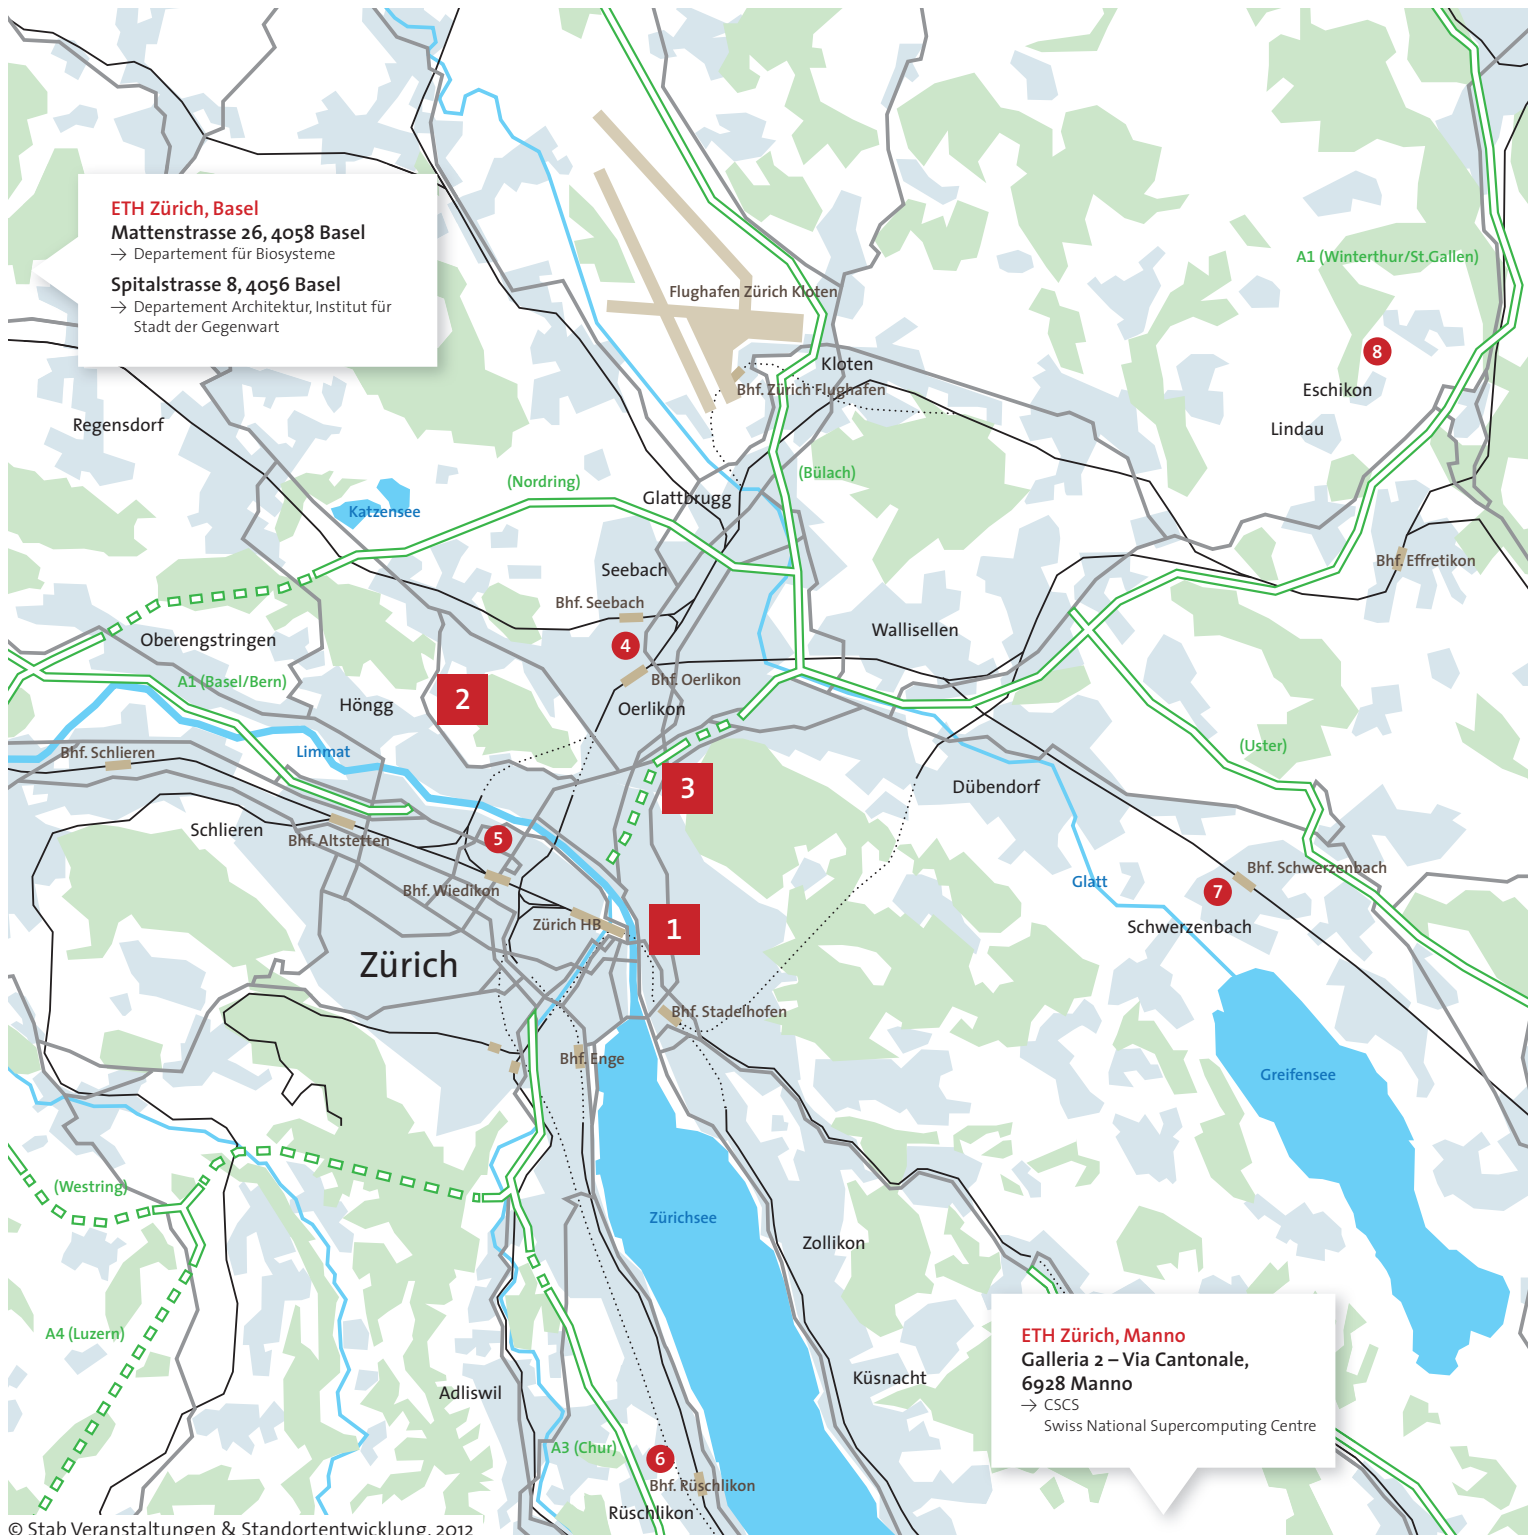 ETH Zürich, Basel
Mattenstrasse 26, 4058 Basel
→ Departement für Biosysteme
Spitalstrasse 8, 4056 Basel
→ Departement Architektur, Institut für
Stadt der Gegenwart
A1 (Winterthur/St.Gallen)
Flughafen Zürich Kloten
8
Kloten
Bhf. Zürich Flughafen
Eschikon
Regensdorf
Lindau
(Bülach)
(Nordring)
Glattbrugg
Katzensee
Bhf. Effretikon
Seebach
Bhf. Seebach
Wallisellen
Oberengstringen
4
Bhf. Oerlikon
A1 (Basel/Bern)
2
Höngg
Oerlikon
(Uster)
Bhf. Schlieren
Limmat
3
Dübendorf
Schlieren
Bhf. Altstetten
5
Bhf. Schwerzenbach
Glatt
Bhf. Wiedikon
7
Zürich HB
1
Schwerzenbach
Zürich
Bhf. Stadelhofen
Bhf. Enge
Greifensee
(Westring)
Zürichsee
Zollikon
A4 (Luzern)
ETH Zürich, Manno
Galleria 2 – Via Cantonale,
6928 Manno
→ CSCS
Swiss National Supercomputing Centre
Küsnacht
Adliswil
A3 (Chur)
6
Bhf. Rüschlikon
Rüschlikon
© Stab Veranstaltungen & Standortentwicklung, 2012